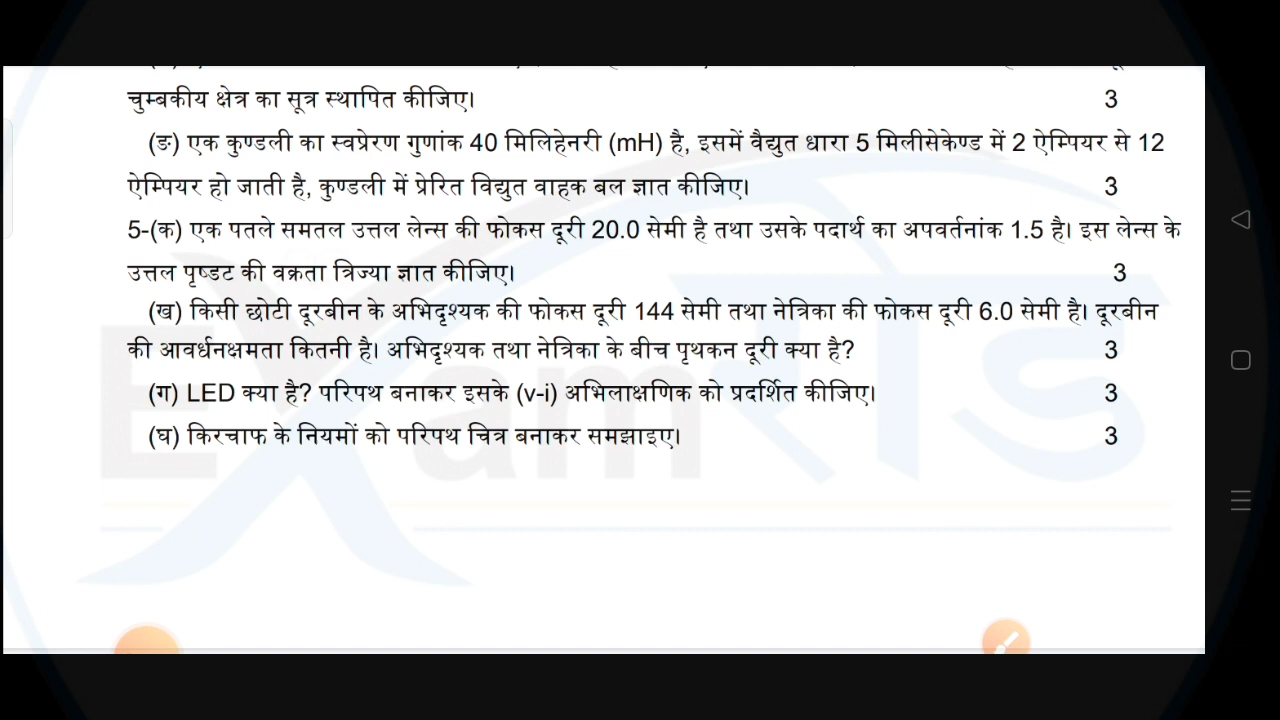 चुम्बकीय क्षेत्र का सूत्र स्थापित कीजिए। 3
(ङ) एक कुण्डली का स्वप्रेरण गुणांक 40 मिलिहेनरी (mH) है, इसमें वैद्युत धारा 5 मिलीसेकेण्ड में 2 ऐम्पियर से 12
ऐम्पियर हो जाती है, कुण्डली में प्रेरित विद्युत वाहक बल ज्ञात कीजिए। 3
5-(क) एक पतले समतल उत्तल लेन्स की फोकस दूरी 20.0 सेमी है तथा उसके पदार्थ का अपवर्तनांक 1.5 है। इस लेन्स के
उत्तल पृष्डट की वक्रता त्रिज्या ज्ञात कीजिए। 3
(ख) किसी छोटी दूरबीन के अभिदृश्यक की फोकस दूरी 144 सेमी तथा नेत्रिका की फोकस दूरी 6.0 सेमी है। दूरबीन
की आवर्धनक्षमता कितनी है। अभिदृश्यक तथा नेत्रिका के बीच पृथकन दूरी क्या है? 3
(ग) LED क्या है? परिपथ बनाकर इसके (v-i) अभिलाक्षणिक को प्रदर्शित कीजिए। 3
(घ) किरचाफ के नियमों को परिपथ चित्र बनाकर समझाइए। 3
Exam रोड